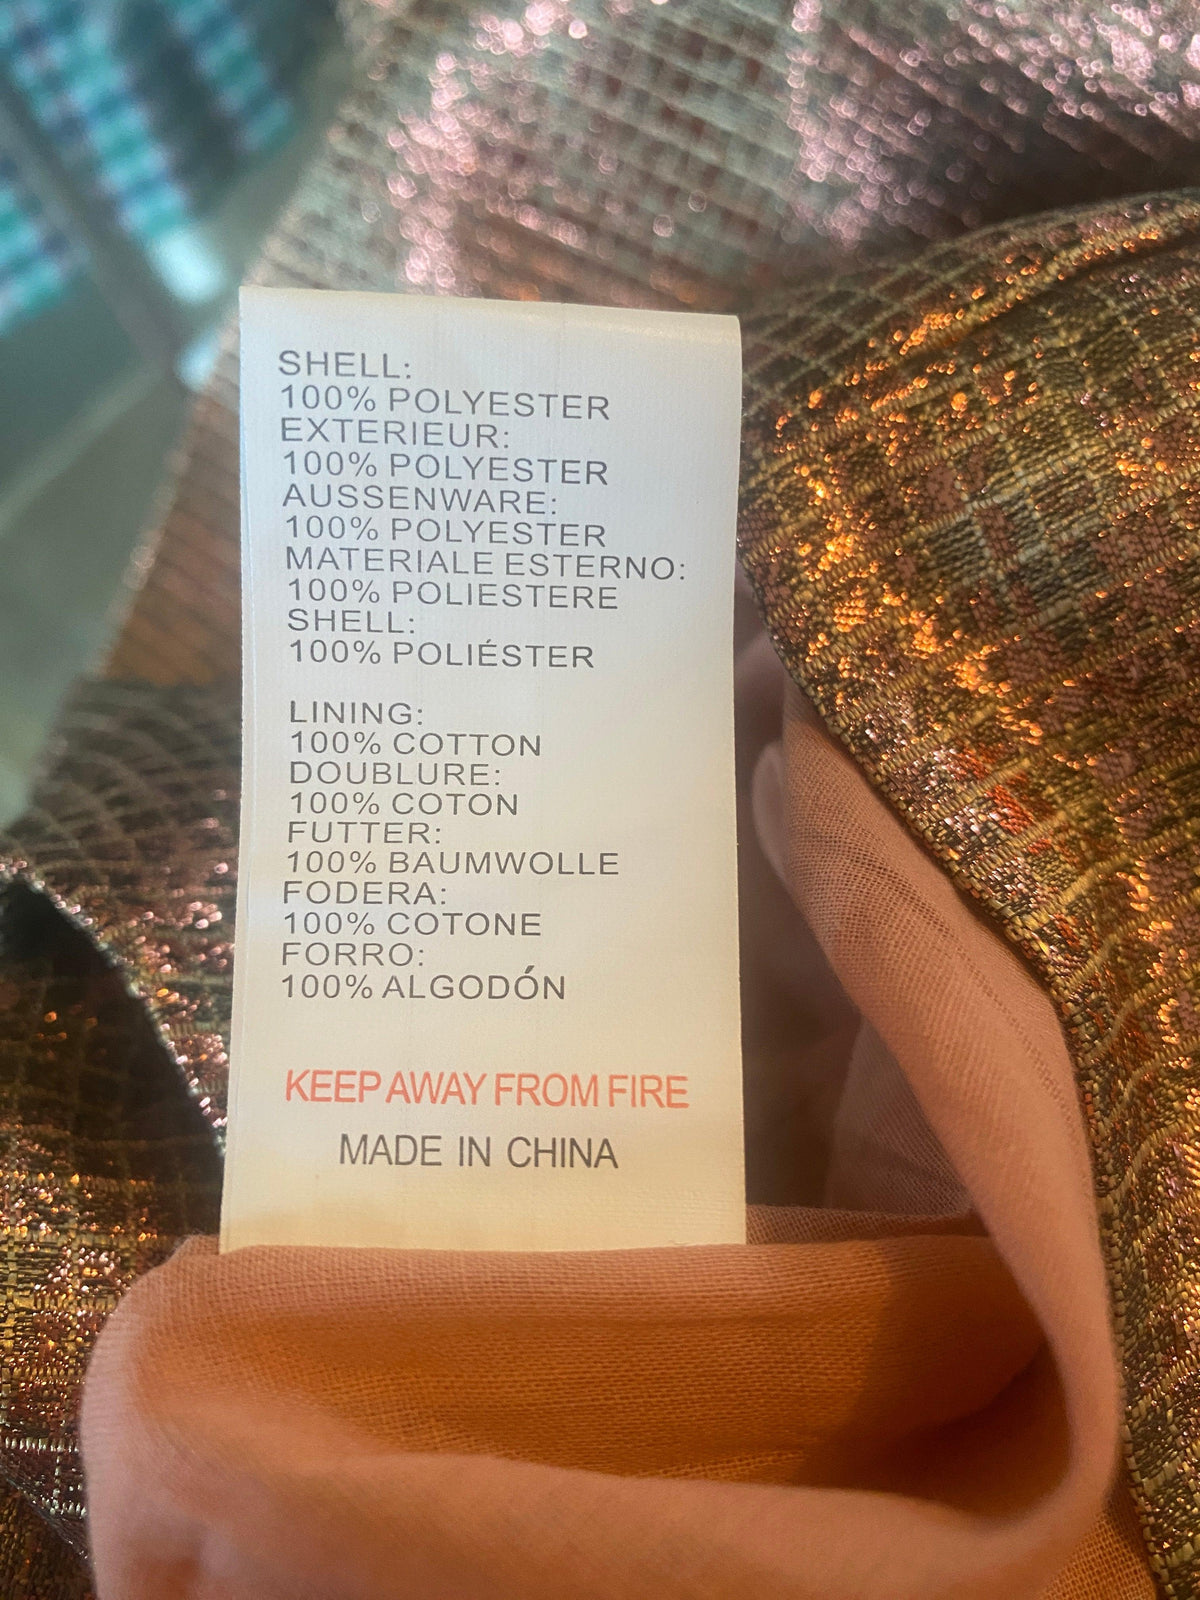 SHELL:
100% POLYESTER
EXTERIEUR:
100% POLYESTER
AUSSENWARE:
100% POLYESTER
MATERIALE ESTERNO:
100% POLIESTERE
SHELL:
100% POLIÉSTER
LINING:
100% COTTON
DOUBLURE:
100% COTON
FUTTER:
100% BAUMWOLLE
FODERA:
100% COTONE
FORRO:
100% ALGODÓN
KEEP AWAY FROM FIRE
MADE IN CHINA